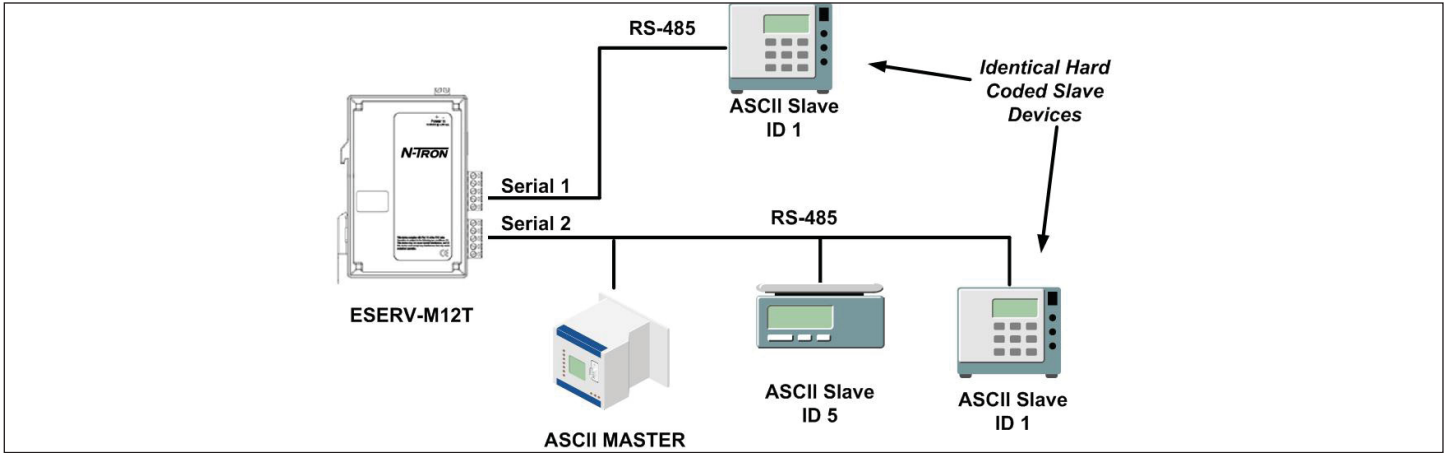 RS-485
ASCII Slave
ID 1
Identical Hard
Coded Slave
Devices
N-TRON
Serial 1
Serial 2
RS-485
ESERV-M12T
ASCII MASTER
ASCII Slave
ID 5
ASCII Slave
ID 1